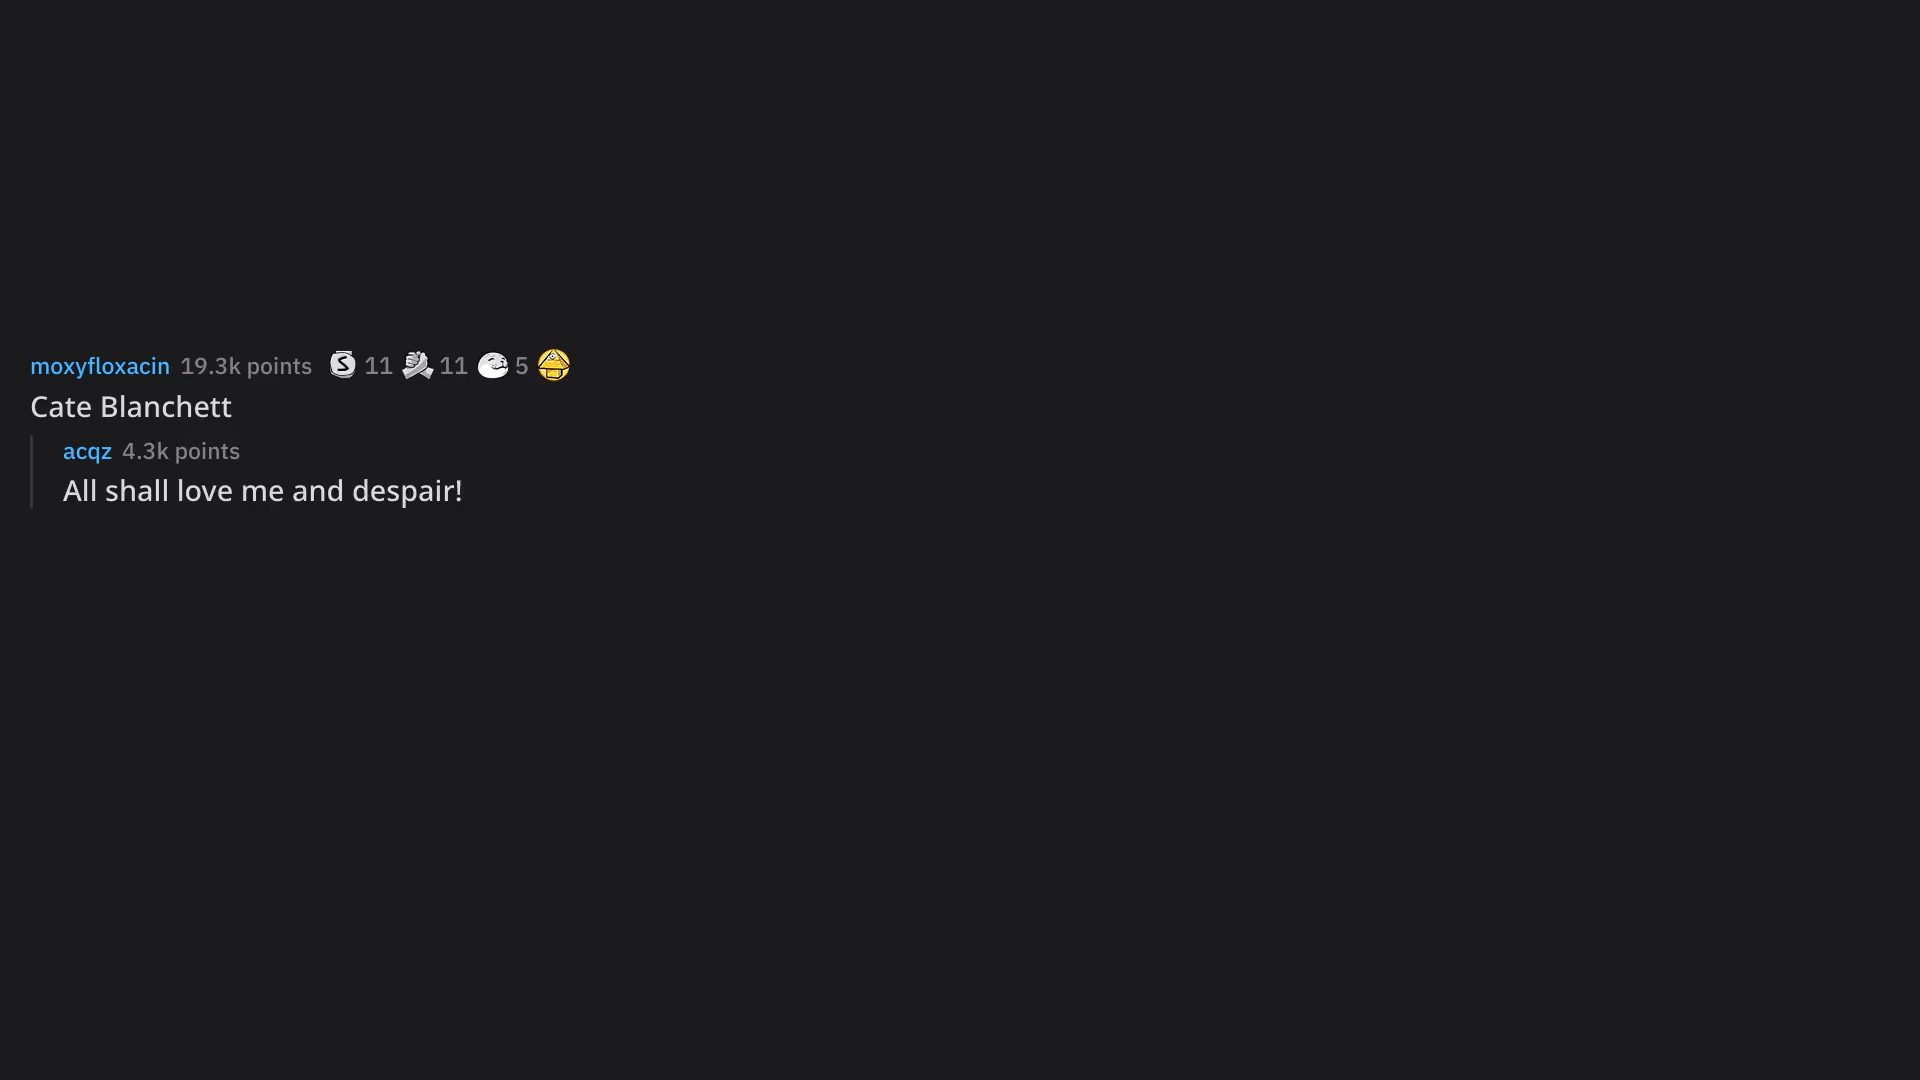 moxyfloxacin 19.3k points S 11 11 5
Cate Blanchett
acqz 4.3k points
All shall love me and despair!